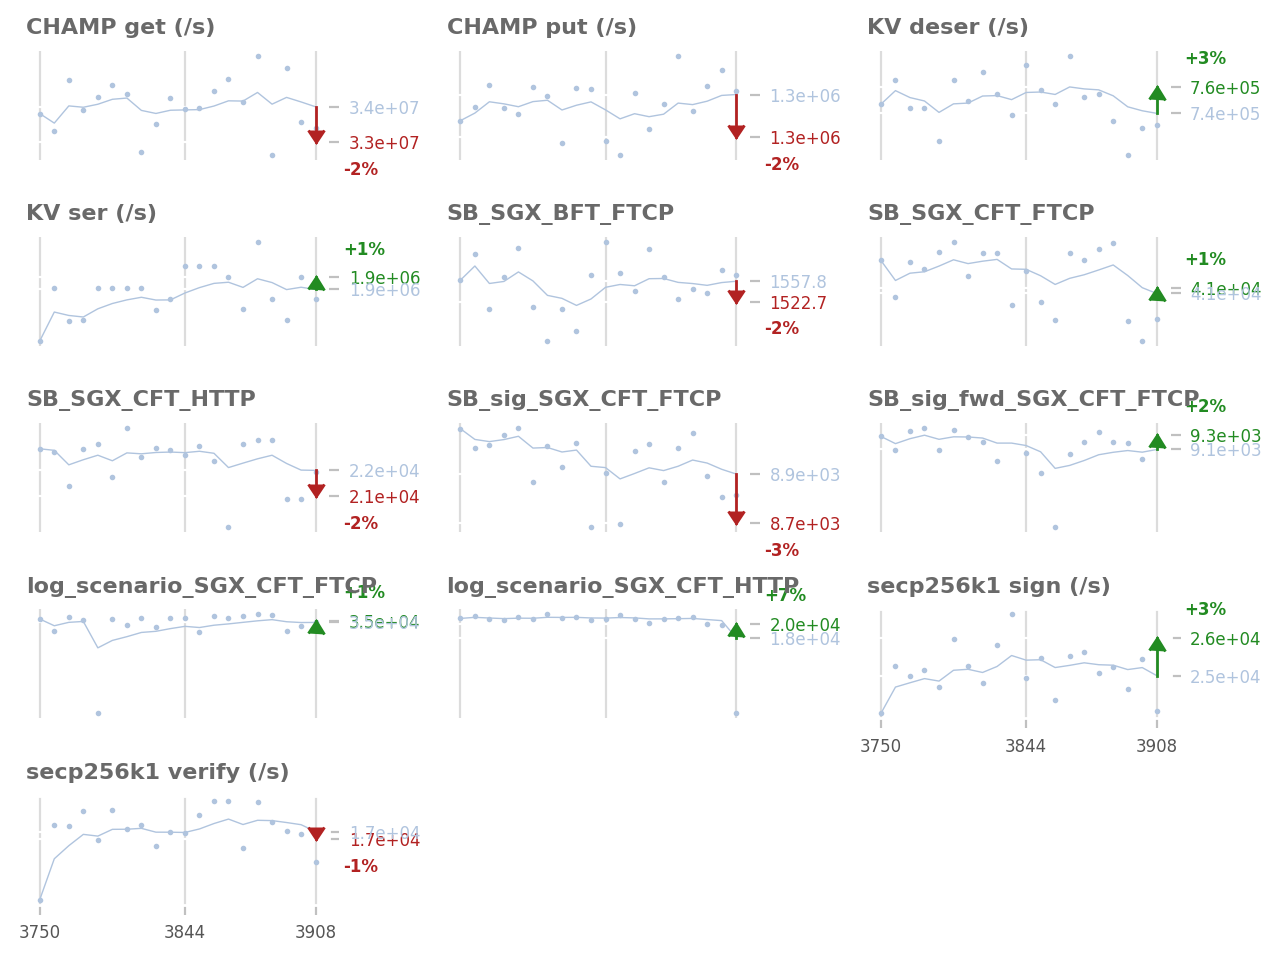 CHAMP get (/s)
3.4e+07
3.3e+07
-2%
CHAMP put (/s)
1.3e+06
1.3e+06
-2%
KV deser (/s)
+3%
7.6e+05
7.4e+05
KV ser (/s)
+1%
1.9e+06
1.9e+06
SB_SGX_BFT_FTCP
1557.8
1522.7
-2%
SB_SGX_CFT_FTCP
+1%
4.1e+04
4.1e+04
SB_SGX_CFT_HTTP
2.2e+04
2.1e+04
-2%
SB_sig_SGX_CFT_FTCP
8.9e+03
8.7e+03
-3%
SB_sig_fwd_SGX_CFT_FTCP
+2%
9.3e+03
9.1e+03
log_scenario_SGX_CFT_FTCP
+1%
3.5e+04
3.5e+04
log_scenario_SGX_CFT_HTTP
+7%
2.0e+04
1.8e+04
secp256k1 sign (/s)
+3%
2.6e+04
2.5e+04
3750 3844 3908
secp256k1 verify (/s)
1.7e+04
1.7e+04
-1%
3750 3844 3908